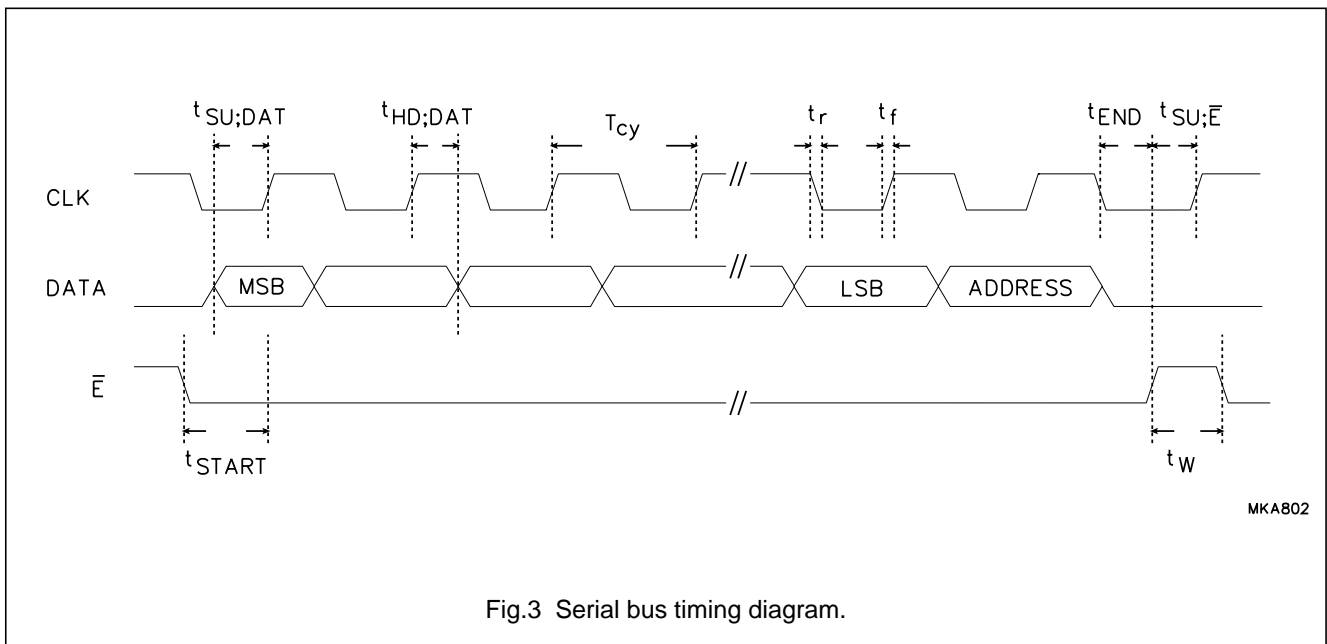 tSU;DAT tHD;DAT Tcy tr tf tEND tSU;E̅
CLK
DATA MSB LSB ADDRESS
E̅
tSTART tW
MKA802
Fig.3 Serial bus timing diagram.